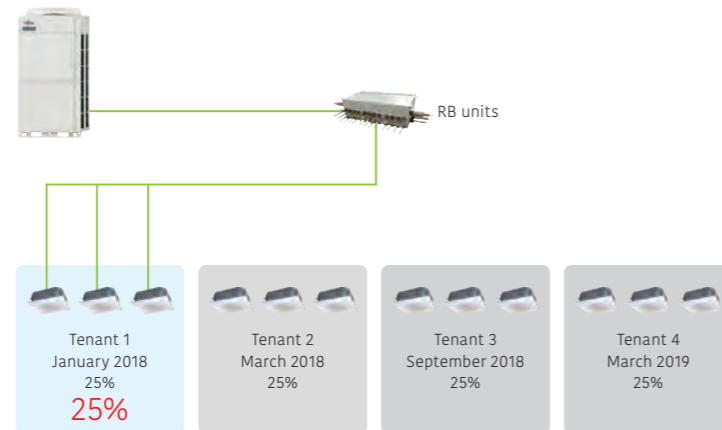 RB units
Tenant 1
January 2018
25%
25%
Tenant 2
March 2018
25%
Tenant 3
September 2018
25%
Tenant 4
March 2019
25%